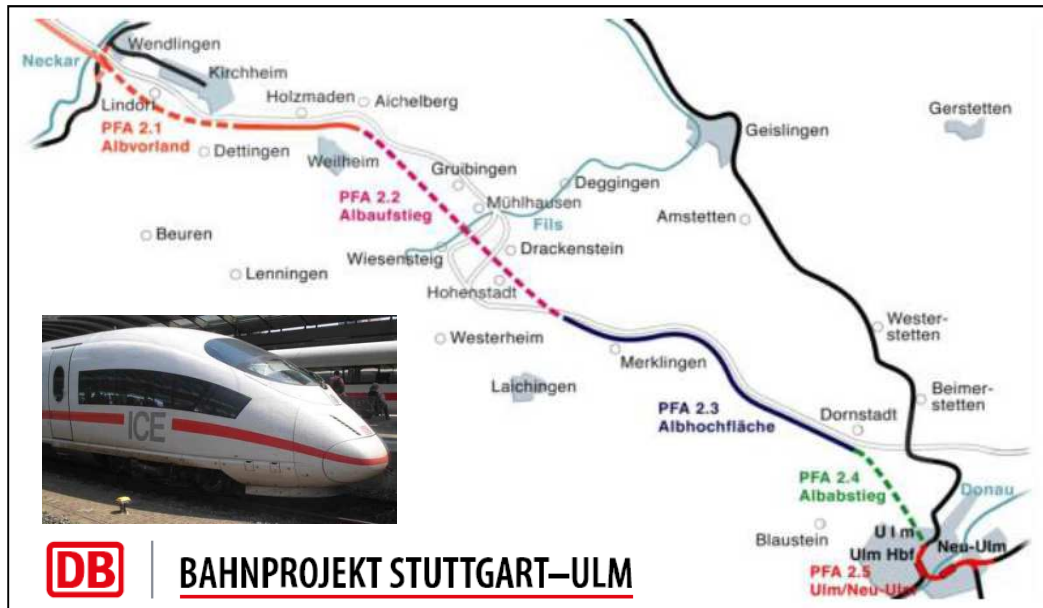 Wendlingen
Neckar
Kirchheim
Lindorf
Holzmaden
Aichelberg
Gerstetten
PFA 2.1
Albvorland
Geislingen
Dettingen
Weilheim
Gruibingen
Deggingen
PFA 2.2
Albaufstieg
Mühlhausen
Amstetten
Fils
Beuren
Wiesensteig
Drackenstein
Lenningen
Hohenstadt
Wester-
stetten
Westerheim
Merklingen
Laichingen
Beimer-
stetten
PFA 2.3
Albhochfläche
Dornstadt
ICE
PFA 2.4
Albabstieg
Donau
Blaustein
Ulm
Ulm Hbf
Neu-Ulm
PFA 2.5
Ulm/Neu-Ulm
DB
BAHNPROJEKT STUTTGART–ULM